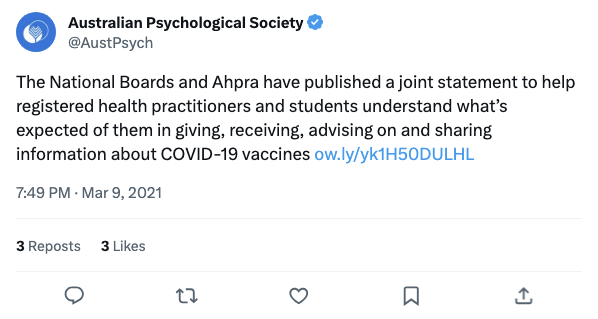 Australian Psychological Society
@AustPsych
The National Boards and Ahpra have published a joint statement to help
registered health practitioners and students understand what’s
expected of them in giving, receiving, advising on and sharing
information about COVID-19 vaccines ow.ly/yk1H50DULHL
7:49 PM · Mar 9, 2021
3 Reposts 3 Likes